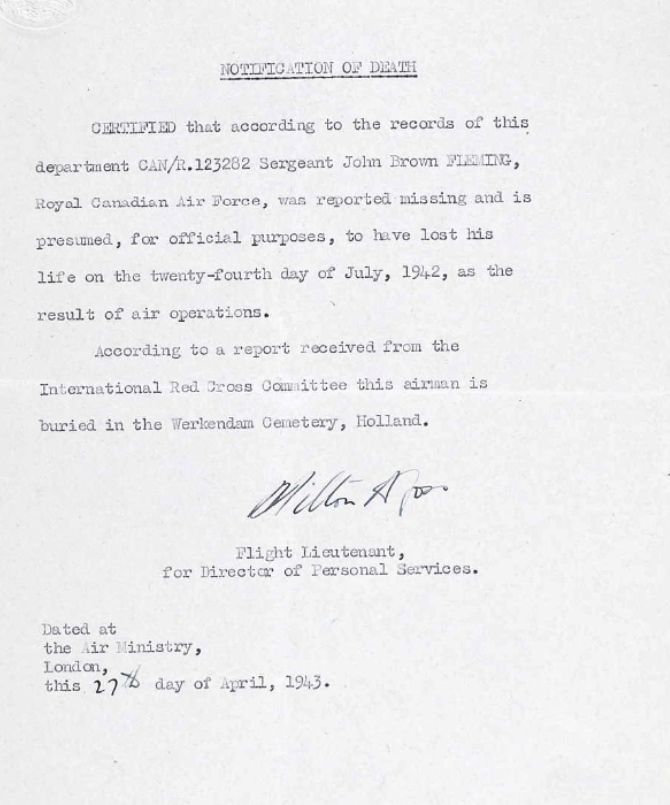 NOTIFICATION OF DEATH
CERTIFIED that according to the records of this
department CAN/R.123282 Sergeant John Brown FLEMING,
Royal Canadian Air Force, was reported missing and is
presumed, for official purposes, to have lost his
life on the twenty-fourth day of July, 1942, as the
result of air operations.
According to a report received from the
International Red Cross Committee this airman is
buried in the Werkendam Cemetery, Holland.
Flight Lieutenant,
for Director of Personal Services.
Dated at
the Air Ministry,
London,
this 27th day of April, 1943.